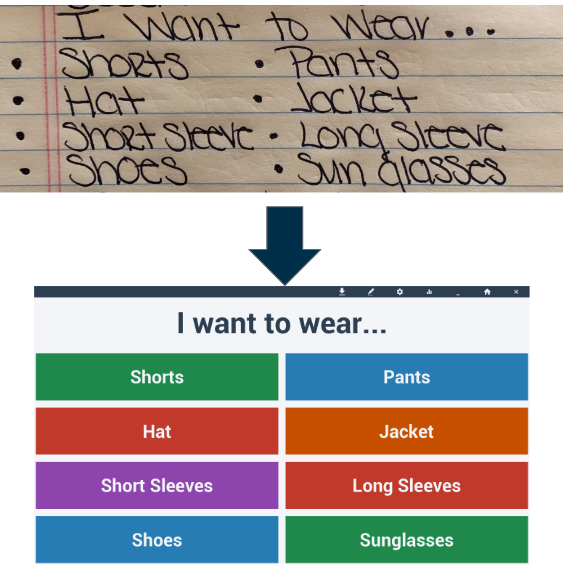 I Want to Wear...
• Shorts • Pants
• Hat • Jacket
• Short Sleeve • Long Sleeve
• Shoes • Sun glasses
I want to wear...
Shorts Pants
Hat Jacket
Short Sleeves Long Sleeves
Shoes Sunglasses